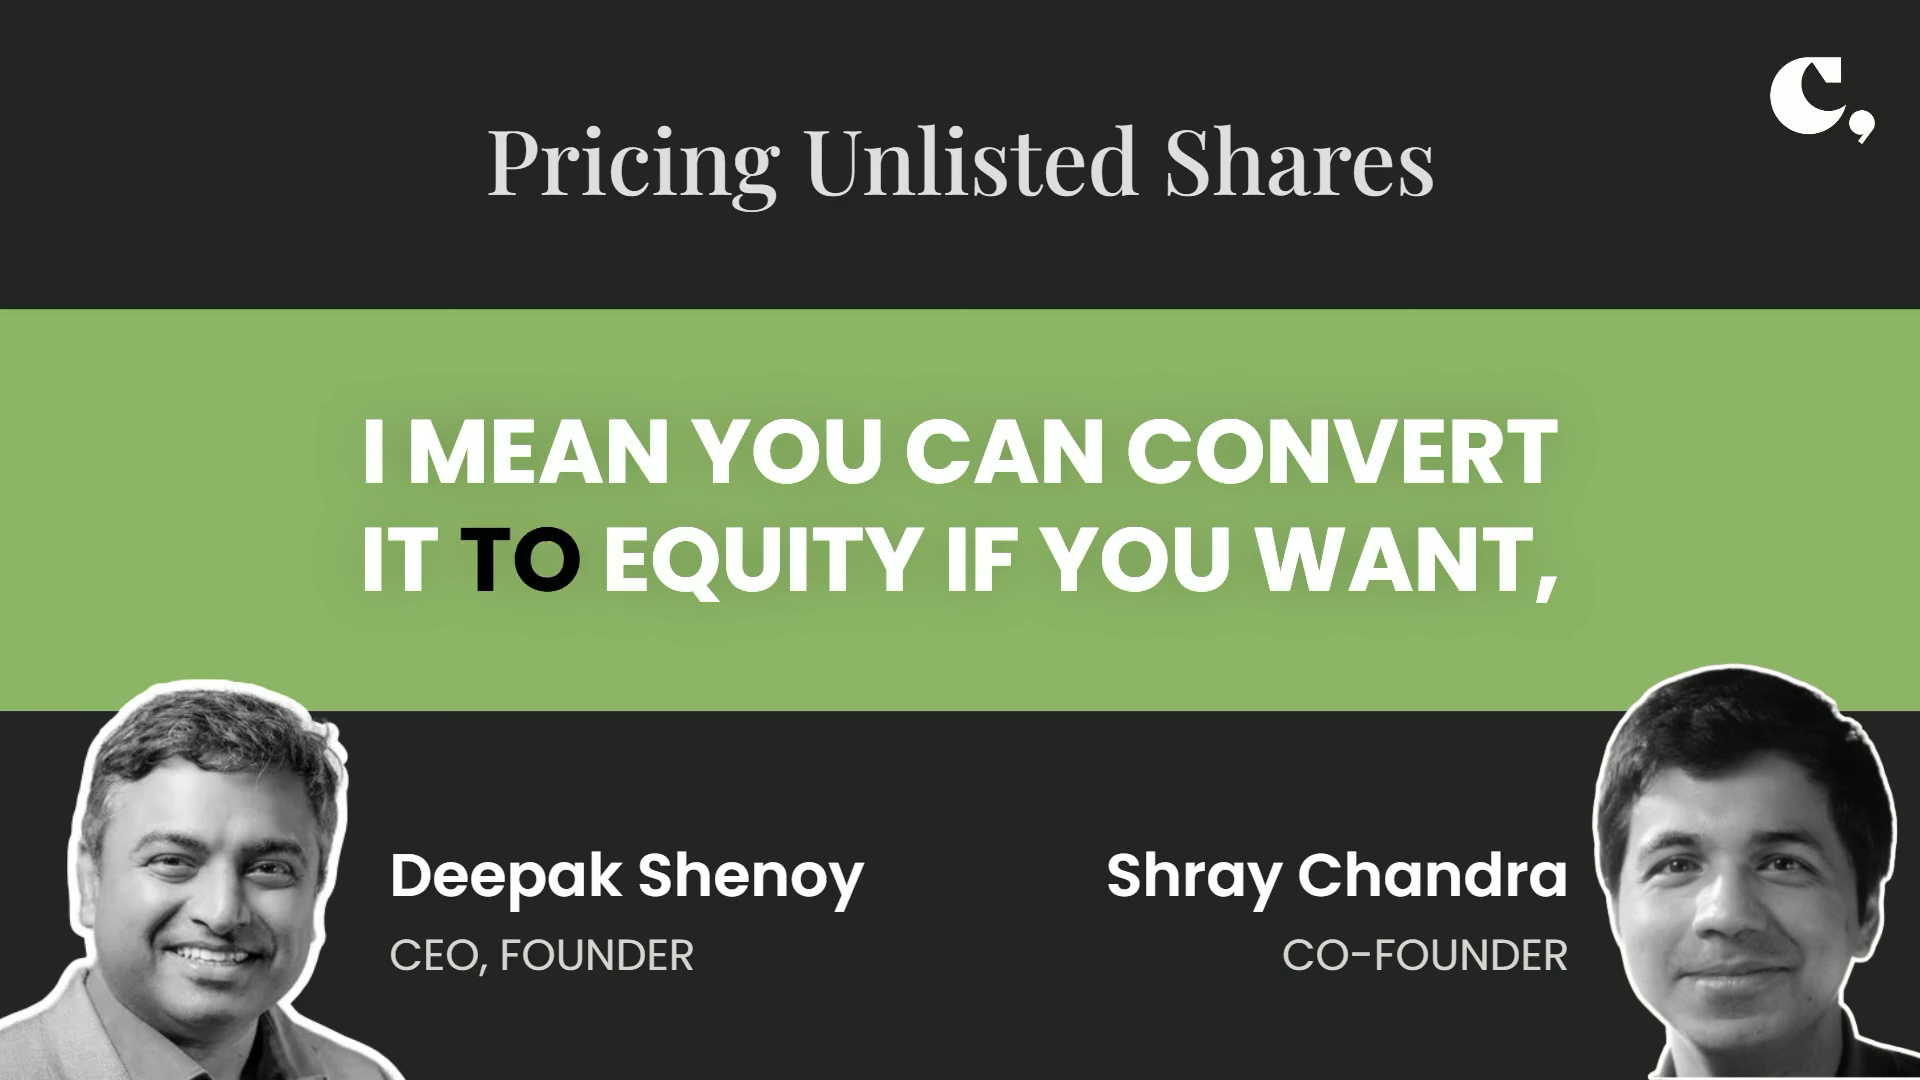 Pricing Unlisted Shares
C,
I MEAN YOU CAN CONVERT
IT TO EQUITY IF YOU WANT,
Deepak Shenoy
CEO, FOUNDER
Shray Chandra
CO-FOUNDER